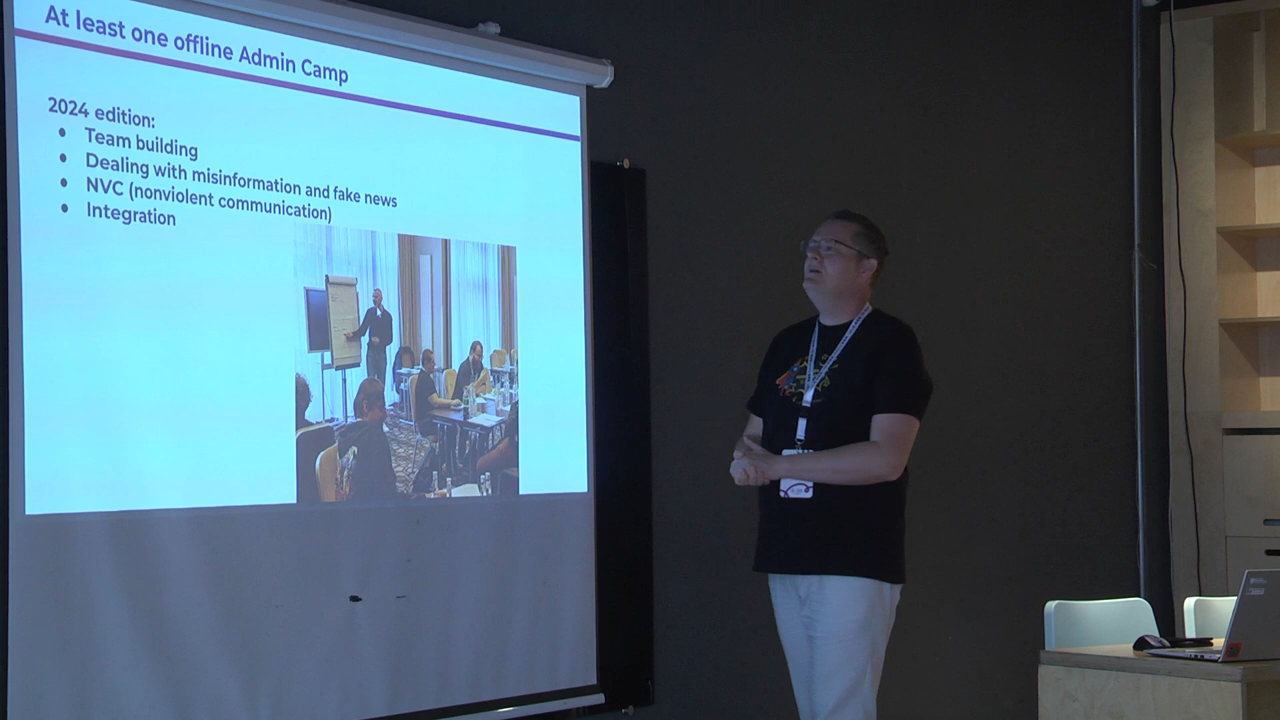 At least one offline Admin Camp
2024 edition:
● Team building
● Dealing with misinformation and fake news
● NVC (nonviolent communication)
● Integration